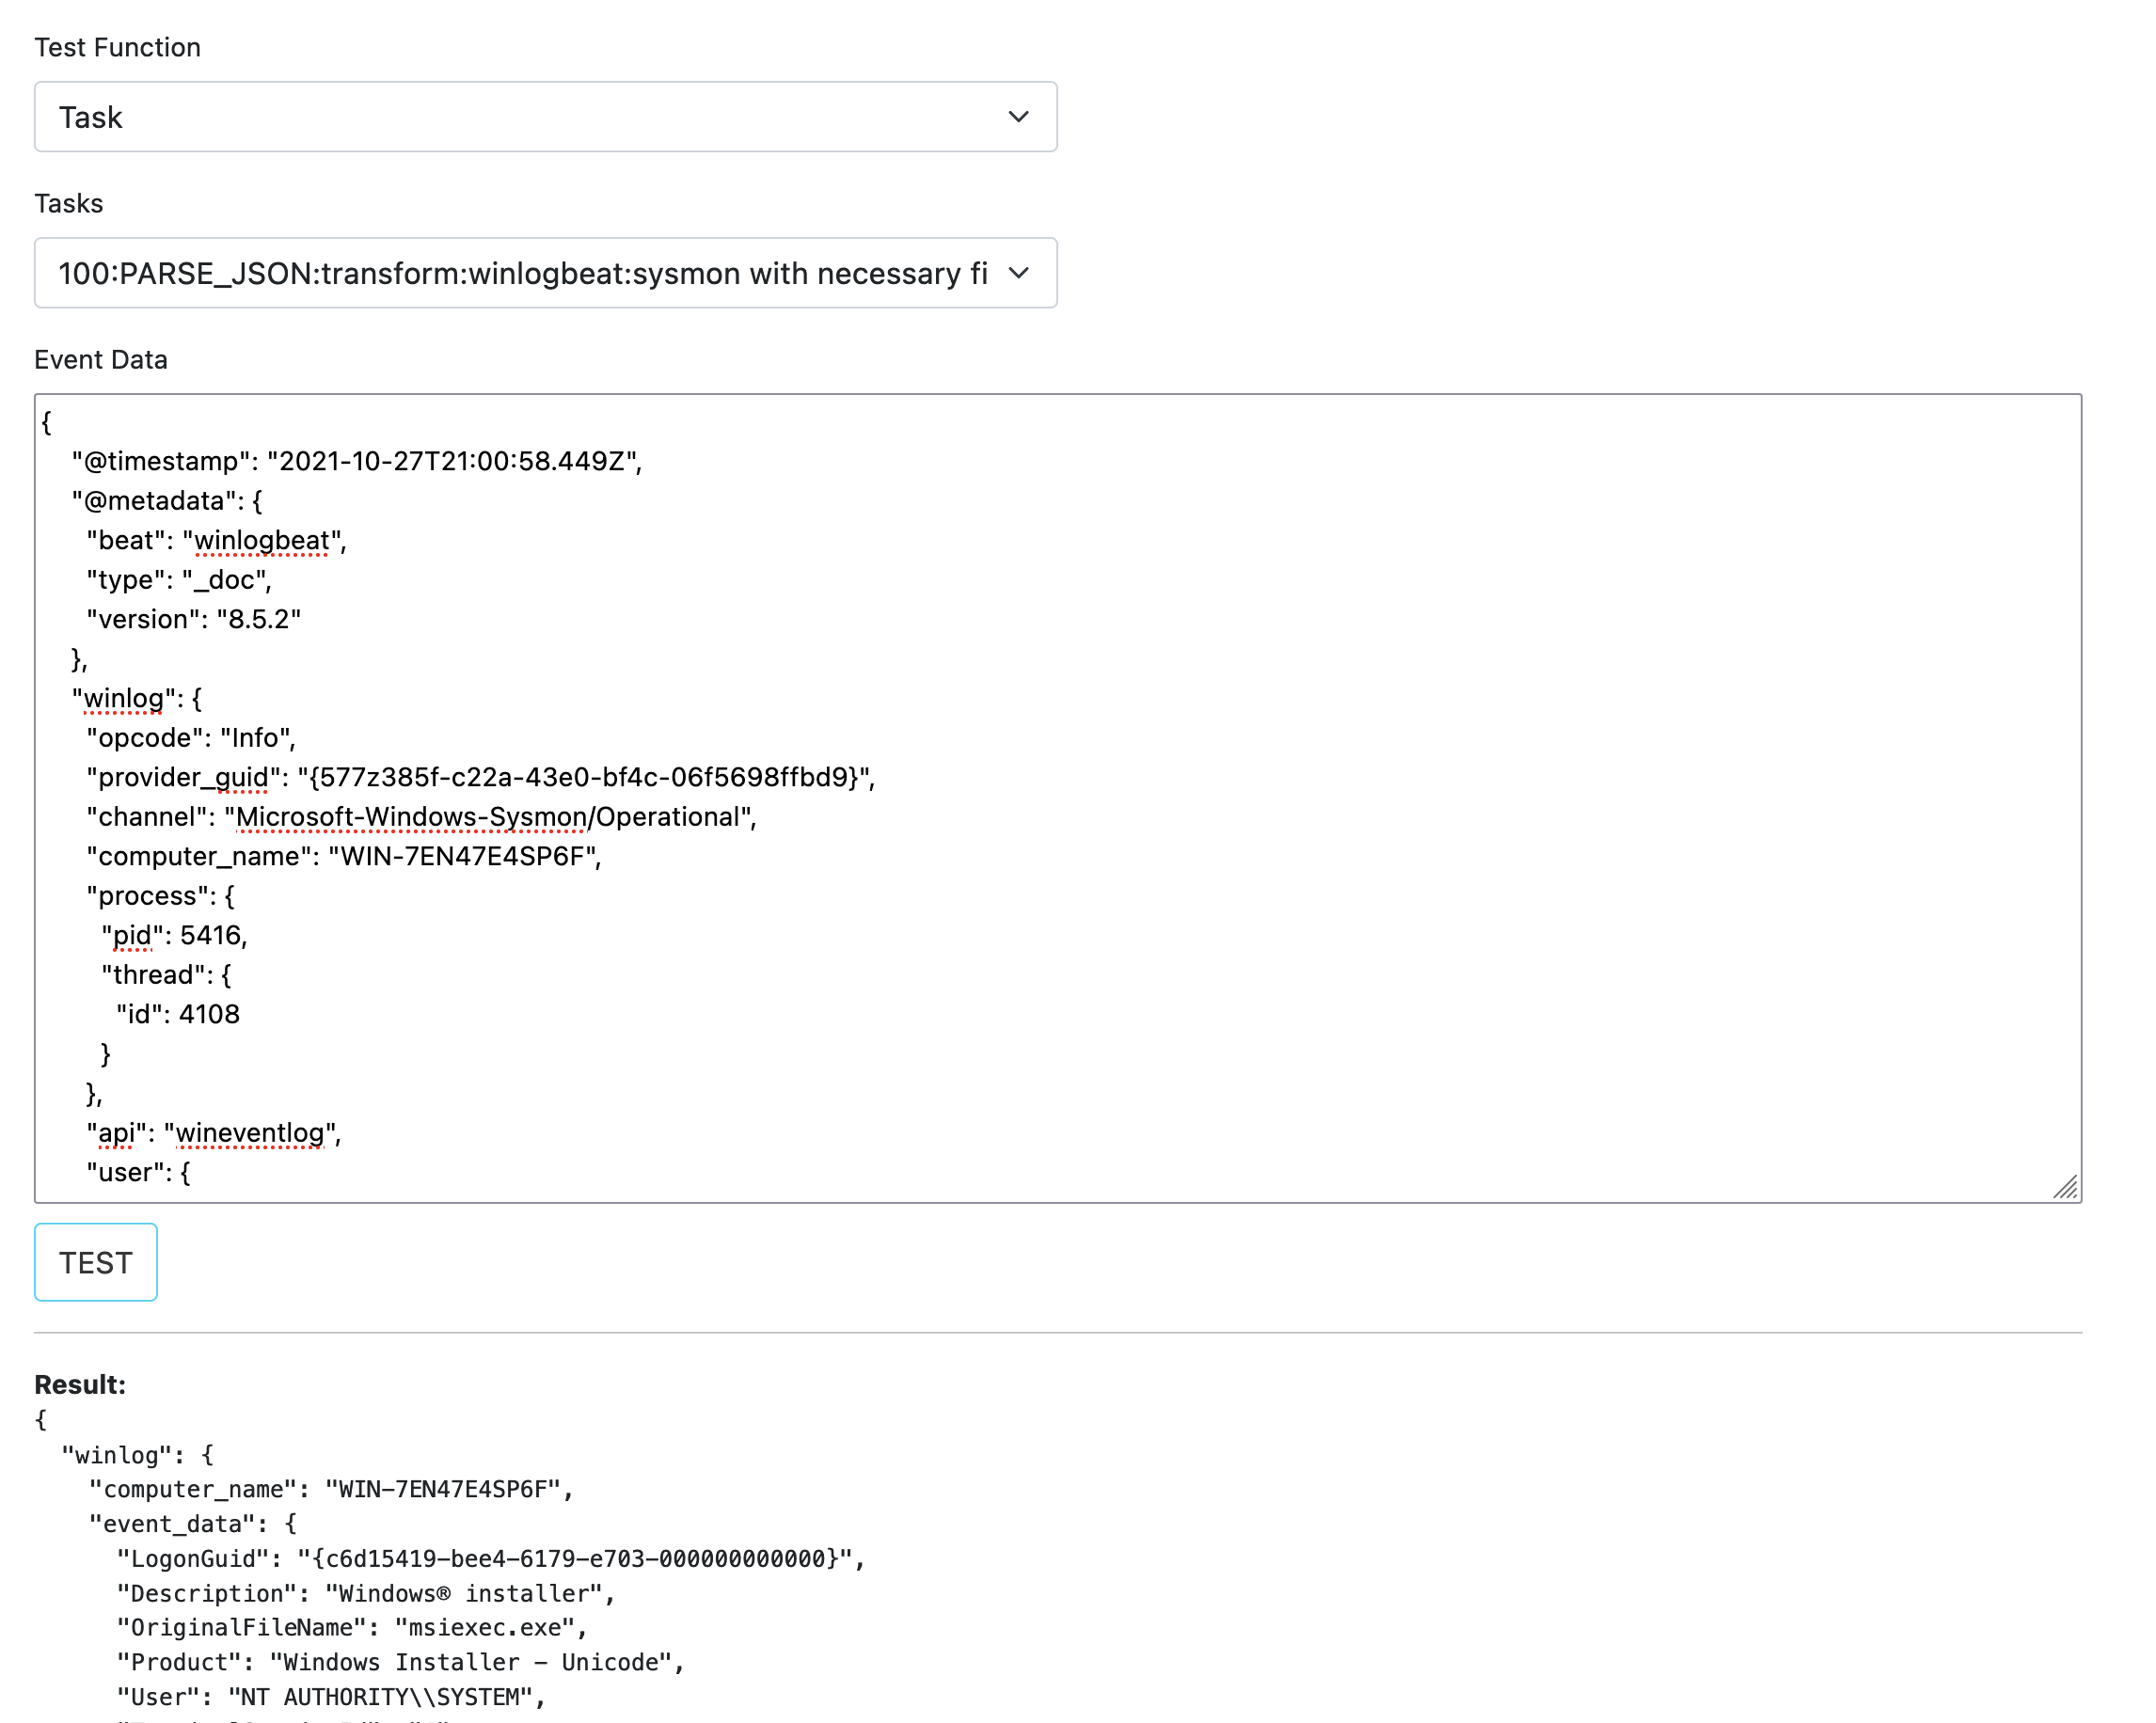 Test Function
Task
Tasks
100:PARSE_JSON:transform:winlogbeat:sysmon with necessary fi
Event Data
{
"@timestamp": "2021-10-27T21:00:58.449Z",
"@metadata": {
"beat": "winlogbeat",
"type": "_doc",
"version": "8.5.2"
},
"winlog": {
"opcode": "Info",
"provider_guid": "{577z385f-c22a-43e0-bf4c-06f5698ffbd9}",
"channel": "Microsoft-Windows-Sysmon/Operational",
"computer_name": "WIN-7EN47E4SP6F",
"process": {
"pid": 5416,
"thread": {
"id": 4108
}
},
"api": "wineventlog",
"user": {
TEST
Result:
{
"winlog": {
"computer_name": "WIN-7EN47E4SP6F",
"event_data": {
"LogonGuid": "{c6d15419-bee4-6179-e703-000000000000}",
"Description": "Windows® installer",
"OriginalFileName": "msiexec.exe",
"Product": "Windows Installer - Unicode",
"User": "NT AUTHORITY\\SYSTEM",